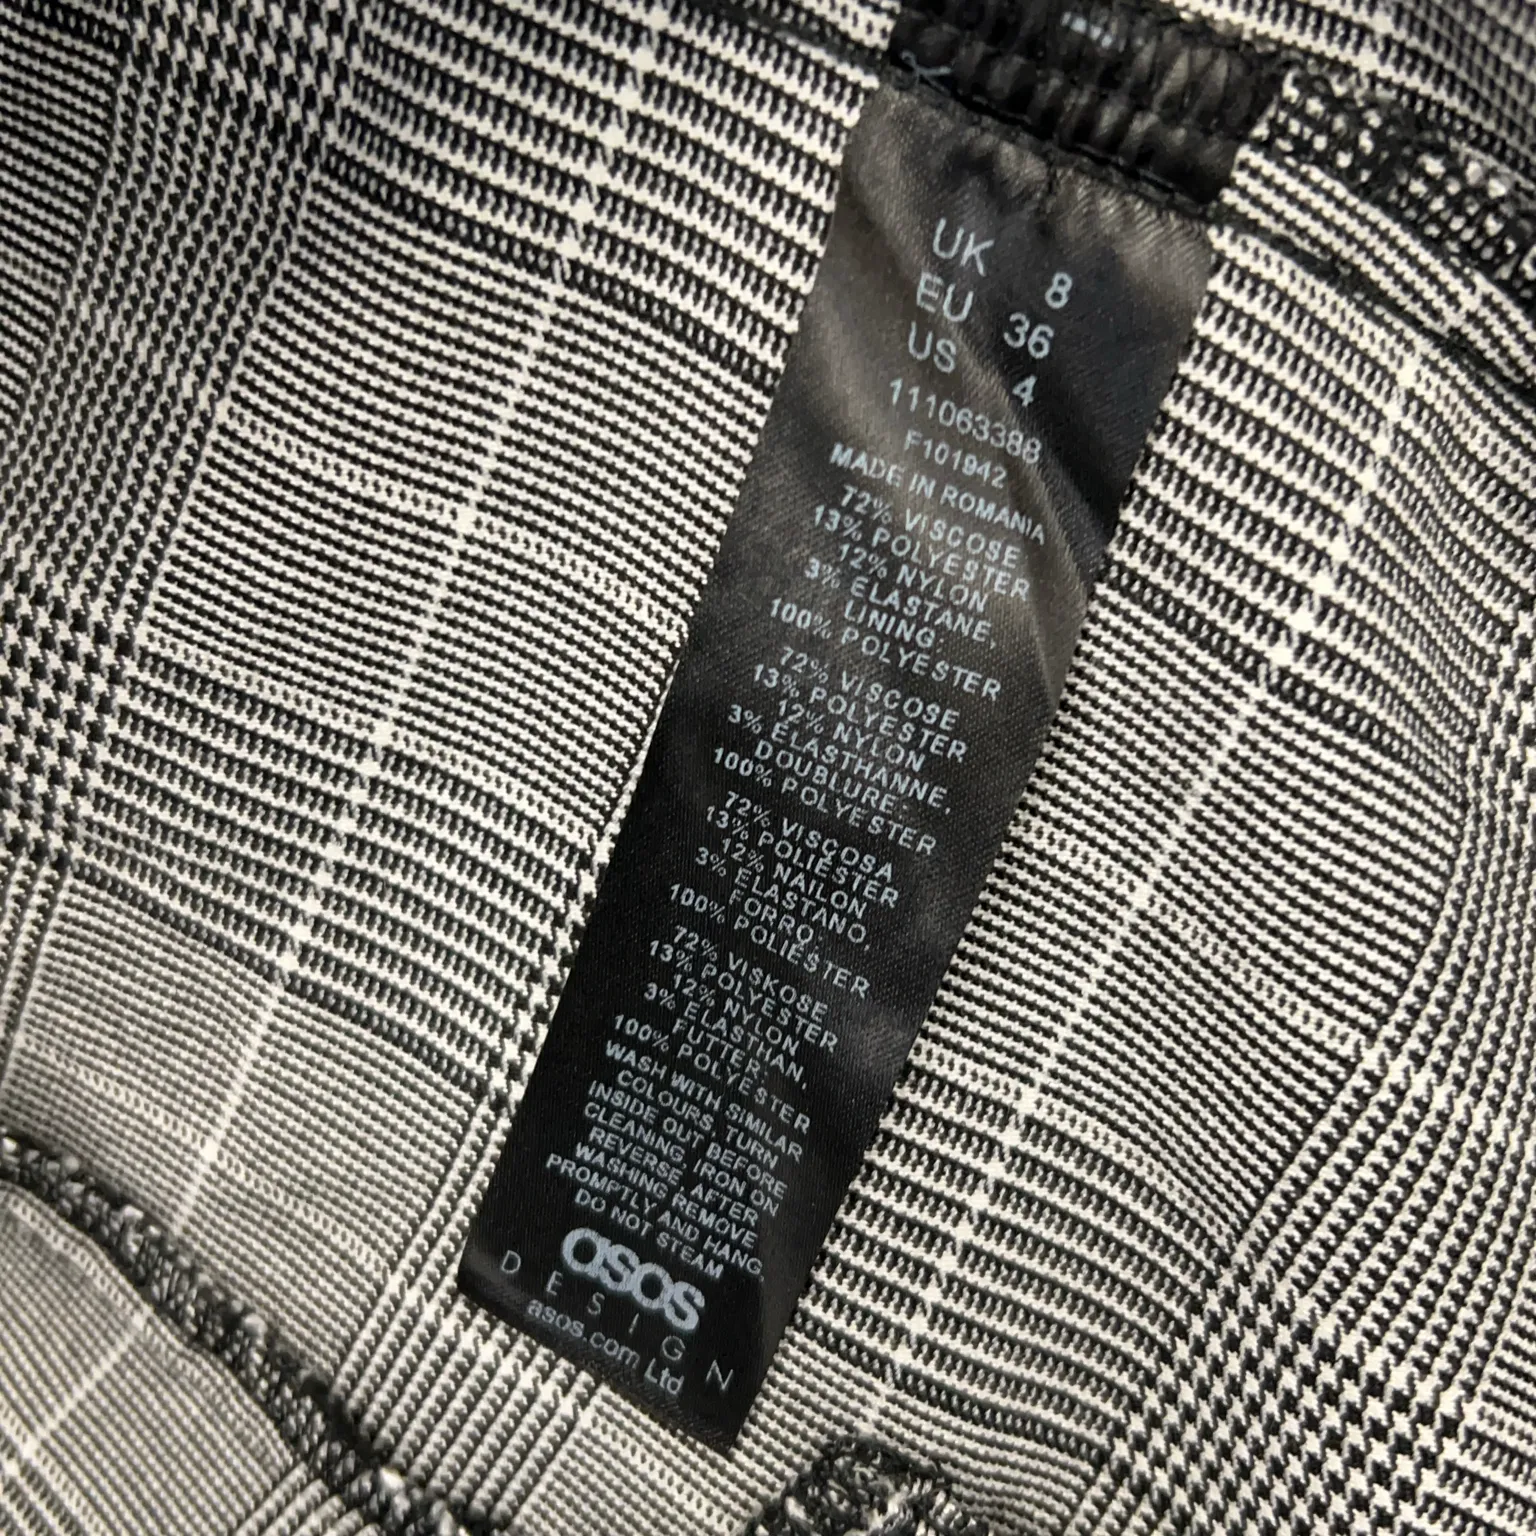 UK 8
EU 36
US 4
111063388
F101942
MADE IN ROMANIA
72% VISCOSE
13% POLYESTER
12% NYLON
3% ELASTANE,
LINING:
100% POLYESTER
72% VISCOSE
13% POLYESTER
12% NYLON
3% ELASTHANNE,
DOUBLURE:
100% POLYESTER
72% VISCOSA
13% POLIESTER
12% NAILON
3% ELASTANO,
FORRO:
100% POLIESTER
72% VISKOSE
13% POLYESTER
12% NYLON
3% ELASTHAN,
FUTTER:
100% POLYESTER
WASH WITH SIMILAR
COLOURS, TURN
INSIDE OUT BEFORE
CLEANING, IRON ON
REVERSE, AFTER
WASHING REMOVE
PROMPTLY AND HANG,
DO NOT STEAM
asos
DESIGN
asos.com Ltd